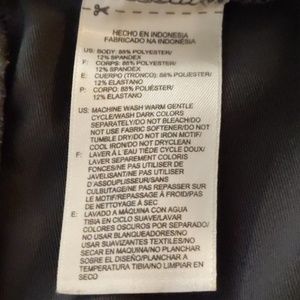 HECHO EN INDONESIA
FABRICADO NA INDONÉSIA
US: BODY: 88% POLYESTER/
12% SPANDEX
F: CORPS: 88% POLYESTER/
12% ELASTHANNE
E: CUERPO (TRONCO): 88% POLIÉSTER/
12% ELASTANO
P: CORPO: 88% POLIÉSTER/
12% ELASTANO
US: MACHINE WASH WARM GENTLE
CYCLE/WASH DARK COLORS
SEPARATELY/DO NOT BLEACH/DO
NOT USE FABRIC SOFTENER/DO NOT
TUMBLE DRY/DO NOT IRON MOTIF/
COOL IRON/DO NOT DRYCLEAN
F: LAVER À L'EAU TIÈDE CYCLE DOUX/
LAVER SEPAREMENT COLORIS
FONCES/NE PAS UTILISER DE
JAVELISANT/NE PAS UTILISER
D'ASSOUPLISSANT/SANS
CULBUTAGE/NE PAS REPASSER SUR
LE MOTIF/REPASSAGE À FROID/PAS
DE NETTOYAGE À SEC
E: LAVADO A MÁQUINA CON AGUA
TIBIA EN CICLO SUAVE/LAVAR
COLORES OSCUROS POR SEPARADO/
NO USAR BLANQUEADORES/NO
USAR SUAVIZANTES TEXTILES/NO
SECAR EN MAQUINA/NO PLANCHAR
SOBRE EL DISEÑO/PLANCHAR A
TEMPERATURA TIBIA/NO LIMPIAR EN
SECO